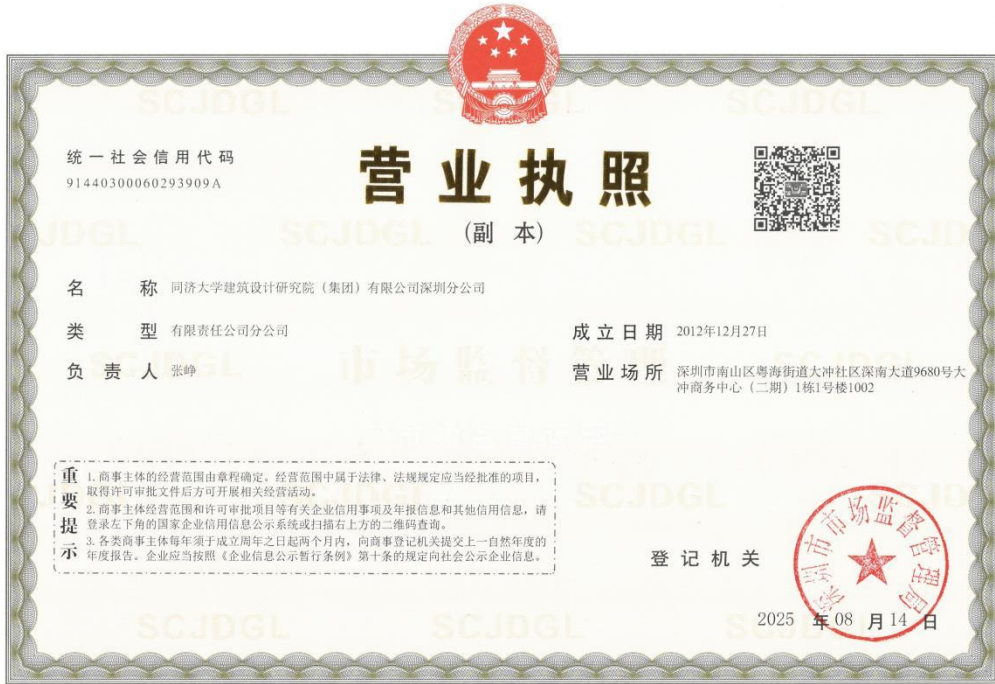 统一社会信用代码
91440300060293909A
营业执照
(副 本)
名 称 同济大学建筑设计研究院（集团）有限公司深圳分公司
类 型 有限责任公司分公司
负 责 人 张峥
成 立 日 期 2012年12月27日
营 业 场 所 深圳市南山区粤海街道大冲社区深南大道9680号大
冲商务中心（二期）1栋1号楼1002
重要提示
1.商事主体的经营范围由章程确定。经营范围中属于法律、法规规定应当经批准的项目，
取得许可审批文件后方可开展相关经营活动。
2.商事主体经营范围和许可审批项目等有关企业信用事项及年报信息和其他信用信息，请
登录左下角的国家企业信用信息公示系统或扫描右上方的二维码查询。
3.各类商事主体每年须于成立周年之日起两个月内，向商事登记机关提交上一自然年度的
年度报告。企业应当按照《企业信息公示暂行条例》第十条的规定向社会公示企业信息。
登 记 机 关
深圳市市场监督管理局
2025 年 08 月 14 日
SCJDGL
市场监督管理